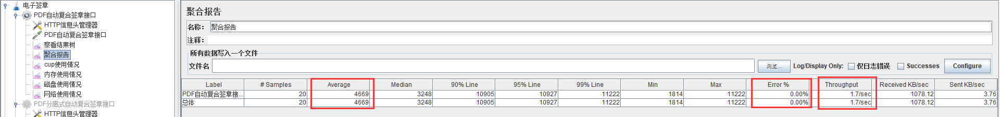 电子签章
PDF自动复合签章接口
HTTP信息头管理器
PDF自动复合签章接口
察看结果树
聚合报告
cup使用情况
内存使用情况
磁盘使用情况
网络使用情况
PDF分离式自动复合签章接口
HTTP信息头管理器
聚合报告
名称： 聚合报告
注释：
所有数据写入一个文件
文件名 浏览... Log/Display Only: 仅日志错误 Successes Configure
Label # Samples Average Median 90% Line 95% Line 99% Line Min Max Error % Throughput Received KB/sec Sent KB/sec
PDF自动复合签章接... 20 4669 3248 10905 10927 11222 1814 11222 0.00% 1.7/sec 1078.12 3.76
总体 20 4669 3248 10905 10927 11222 1814 11222 0.00% 1.7/sec 1078.12 3.76